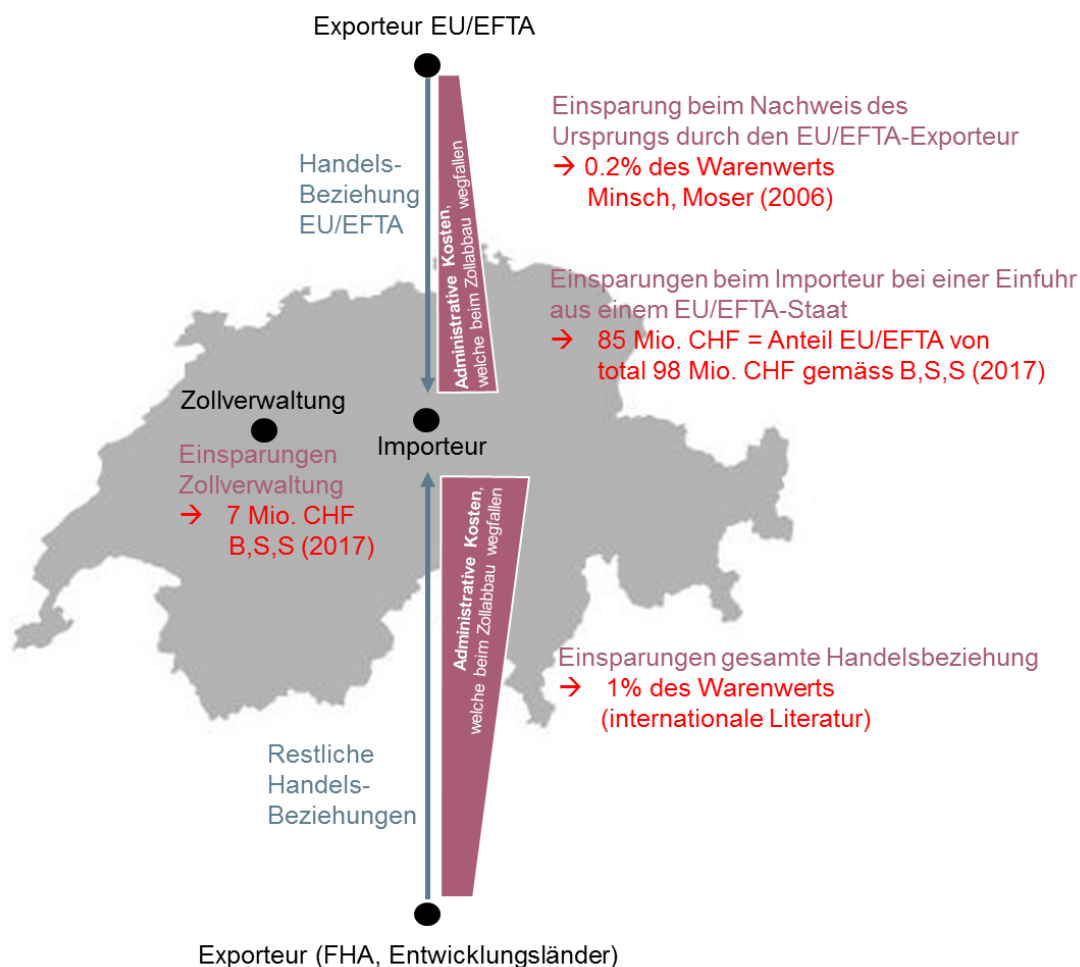 Exporteur EU/EFTA
Einsparung beim Nachweis des
Ursprungs durch den EU/EFTA-Exporteur
→ 0.2% des Warenwerts
Minsch, Moser (2006)
Handels-
Beziehung
EU/EFTA
Administrative Kosten,
welche beim Zollabbau wegfallen
Einsparungen beim Importeur bei einer Einfuhr
aus einem EU/EFTA-Staat
→ 85 Mio. CHF = Anteil EU/EFTA von
total 98 Mio. CHF gemäss B,S,S (2017)
Zollverwaltung
Importeur
Einsparungen
Zollverwaltung
→ 7 Mio. CHF
B,S,S (2017)
Administrative Kosten,
welche beim Zollabbau wegfallen
Einsparungen gesamte Handelsbeziehung
→ 1% des Warenwerts
(internationale Literatur)
Restliche
Handels-
Beziehungen
Exporteur (FHA, Entwicklungsländer)